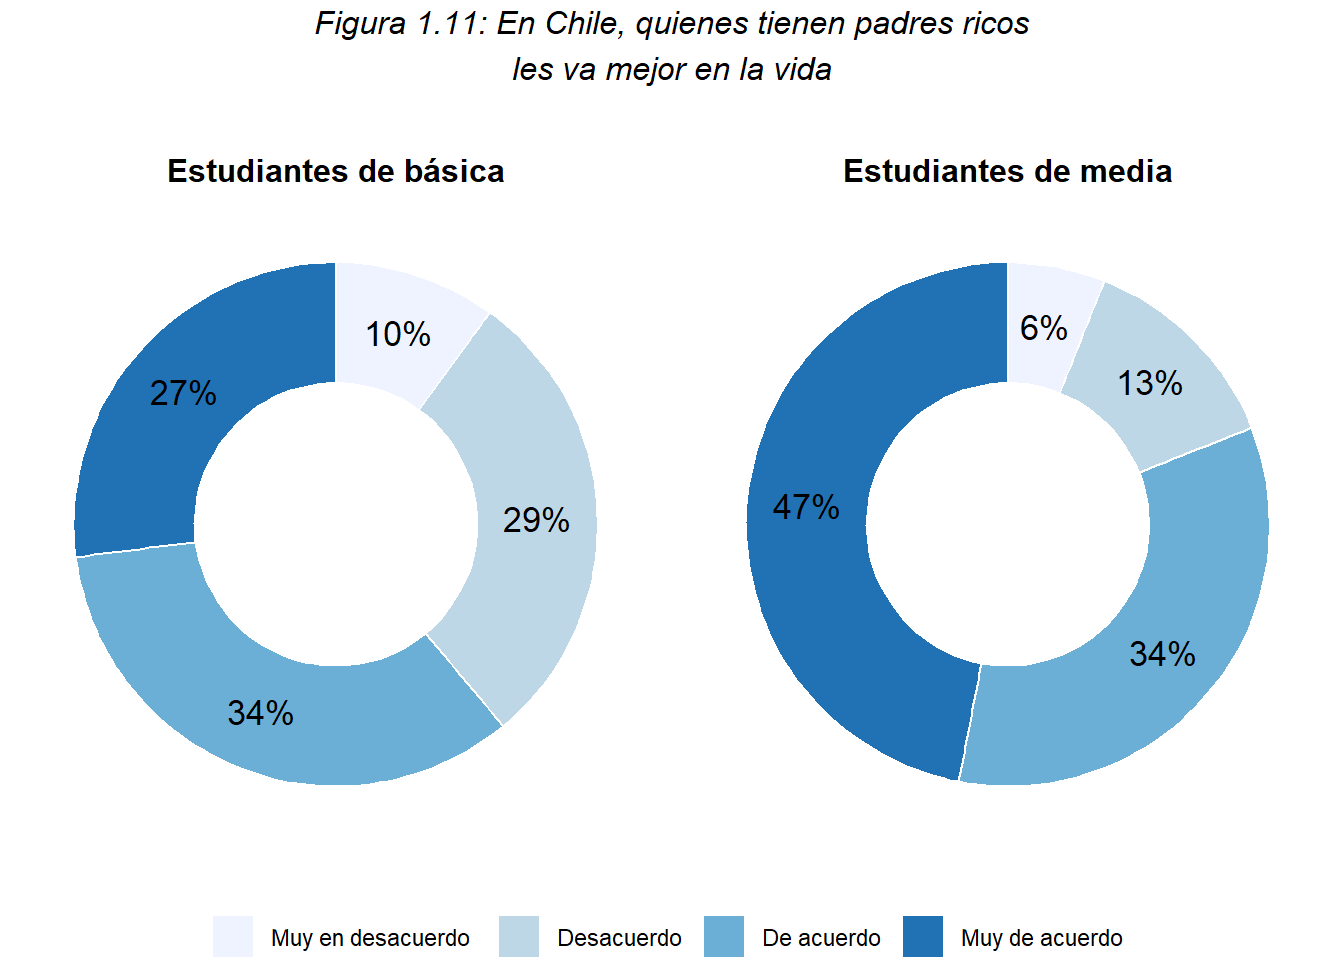 Figura 1.11: En Chile, quienes tienen padres ricos
les va mejor en la vida
Estudiantes de básica
10%
29%
34%
27%
Estudiantes de media
6%
13%
34%
47%
Muy en desacuerdo
Desacuerdo
De acuerdo
Muy de acuerdo